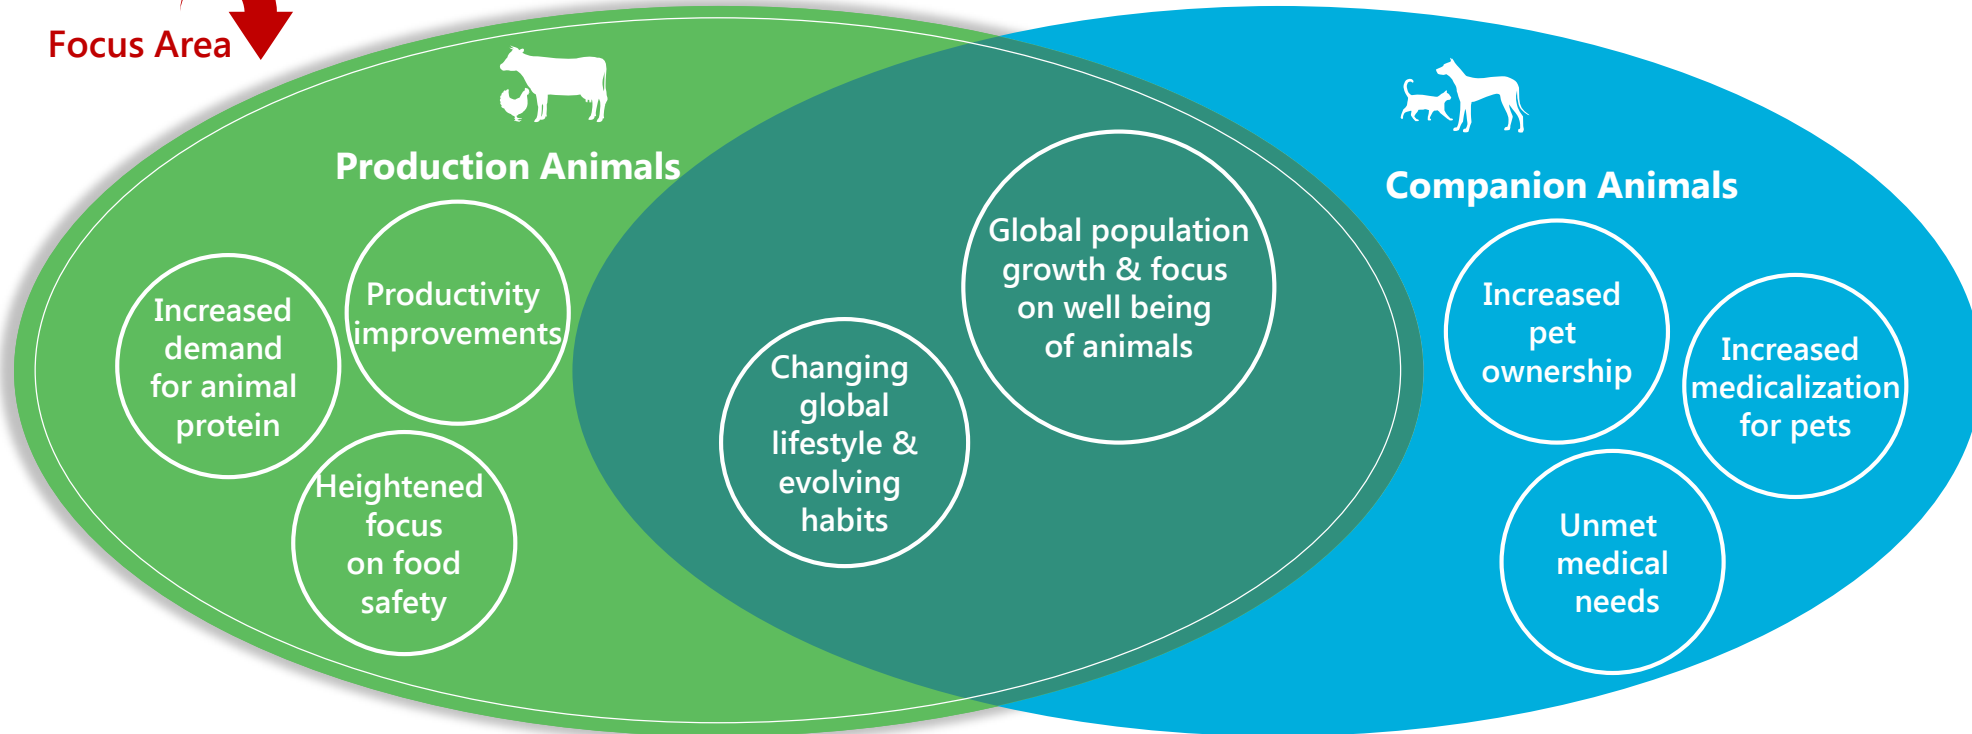 Focus Area
Production Animals
Increased
demand
for animal
protein
Productivity
improvements
Heightened
focus
on food
safety
Changing
global
lifestyle &
evolving
habits
Global population
growth & focus
on well being
of animals
Companion Animals
Increased
pet
ownership
Increased
medicalization
for pets
Unmet
medical
needs